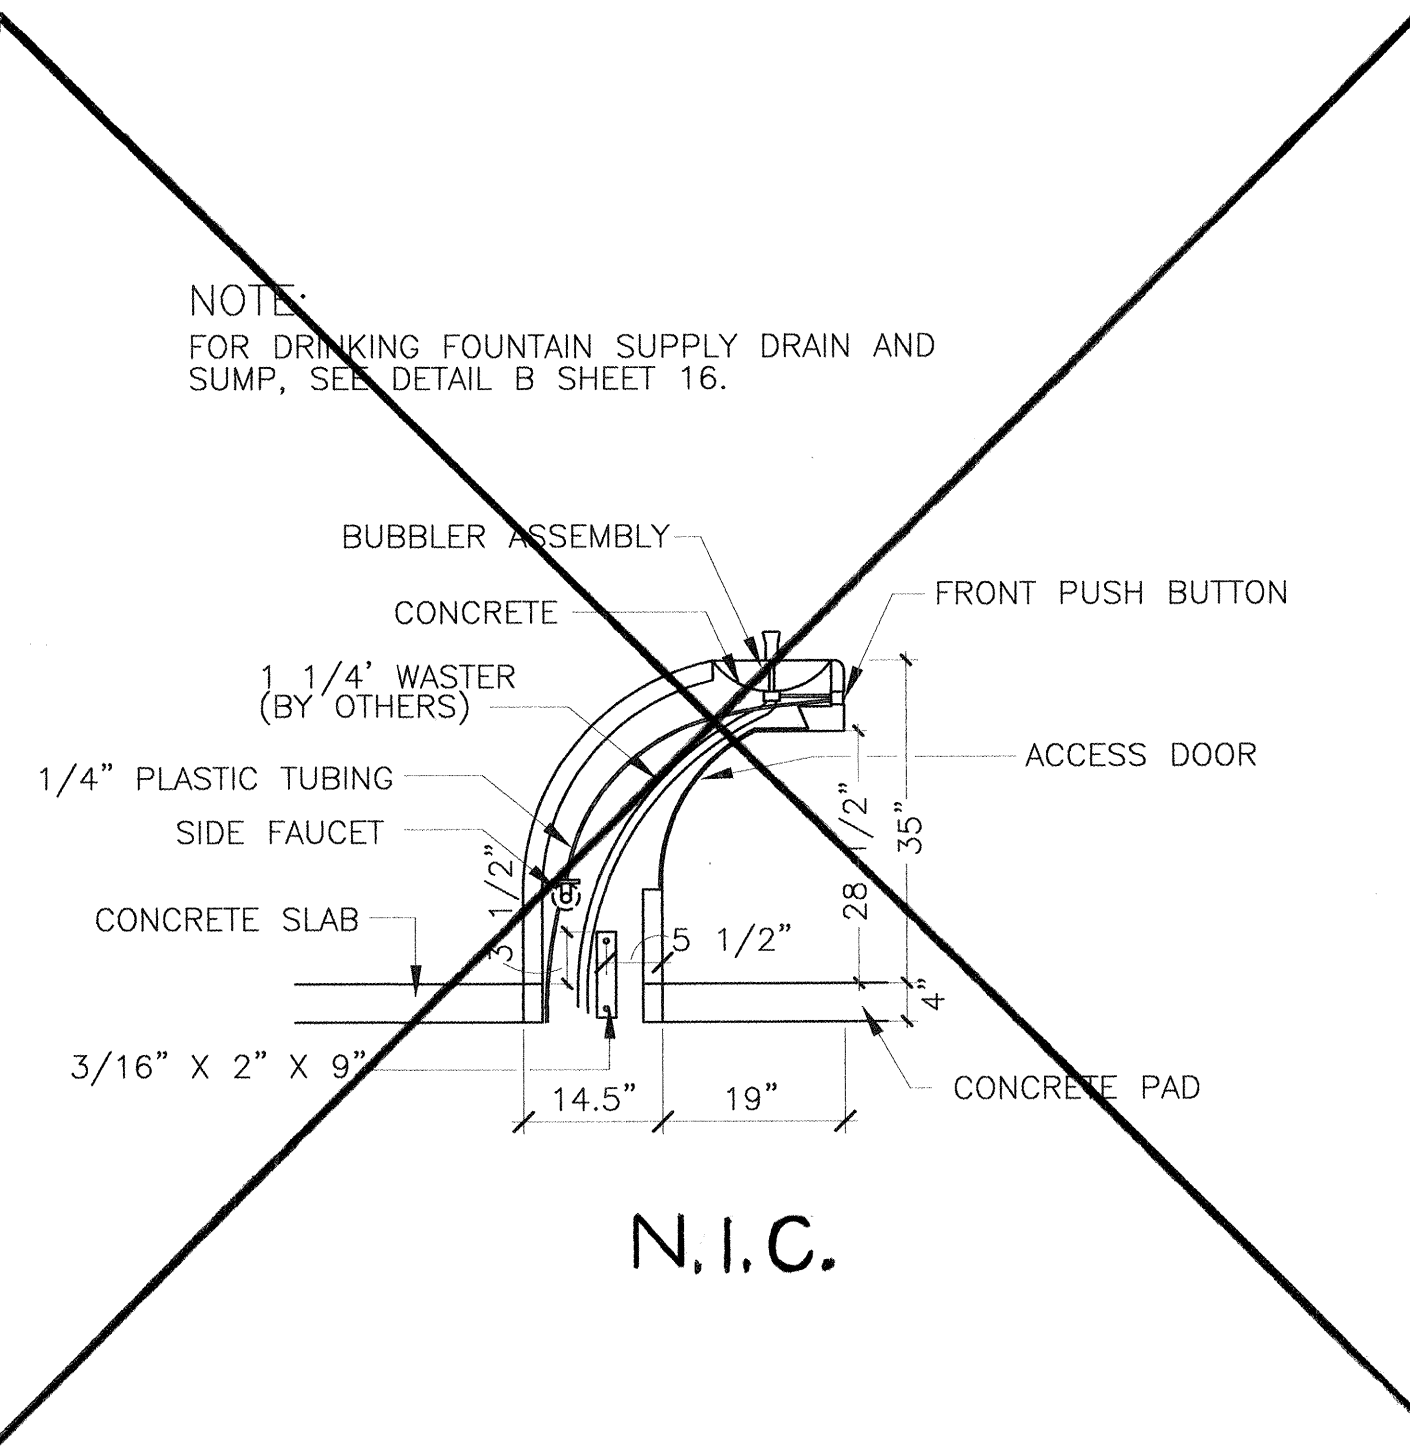 NOTE:
FOR DRINKING FOUNTAIN SUPPLY DRAIN AND
SUMP, SEE DETAIL B SHEET 16.
BUBBLER ASSEMBLY
FRONT PUSH BUTTON
CONCRETE
1 1/4' WASTER
(BY OTHERS)
ACCESS DOOR
1/4" PLASTIC TUBING
SIDE FAUCET
28 1/2"
35"
3 1/2"
CONCRETE SLAB
5 1/2"
4"
3/16" X 2" X 9"
14.5"
19"
CONCRETE PAD
N.I.C.